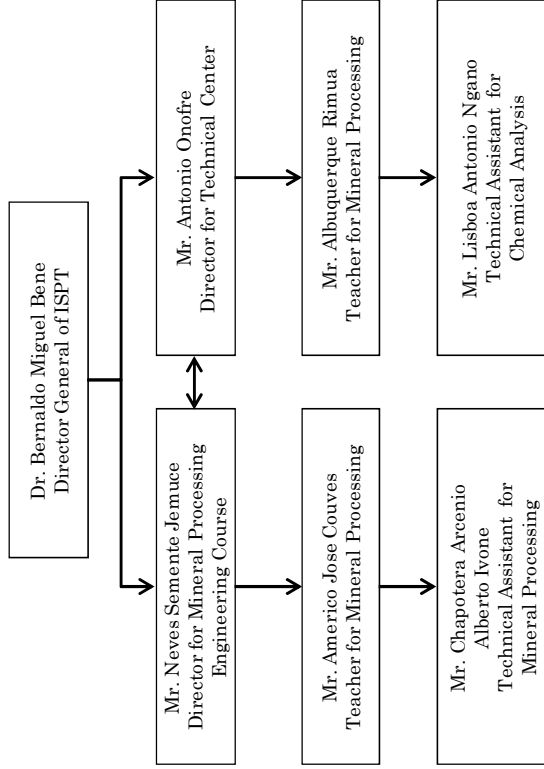 Dr. Bernaldo Miguel Bene
Director General of ISPT
Mr. Neves Semente Jemuce
Director for Mineral Processing
Engineering Course
Mr. Antonio Onofre
Director for Technical Center
Mr. Americo Jose Couves
Teacher for Mineral Processing
Mr. Albuquerque Rimua
Teacher for Mineral Processing
Mr. Chapotera Arcenio
Alberto Ivone
Technical Assistant for
Mineral Processing
Mr. Lisboa Antonio Ngano
Technical Assistant for
Chemical Analysis